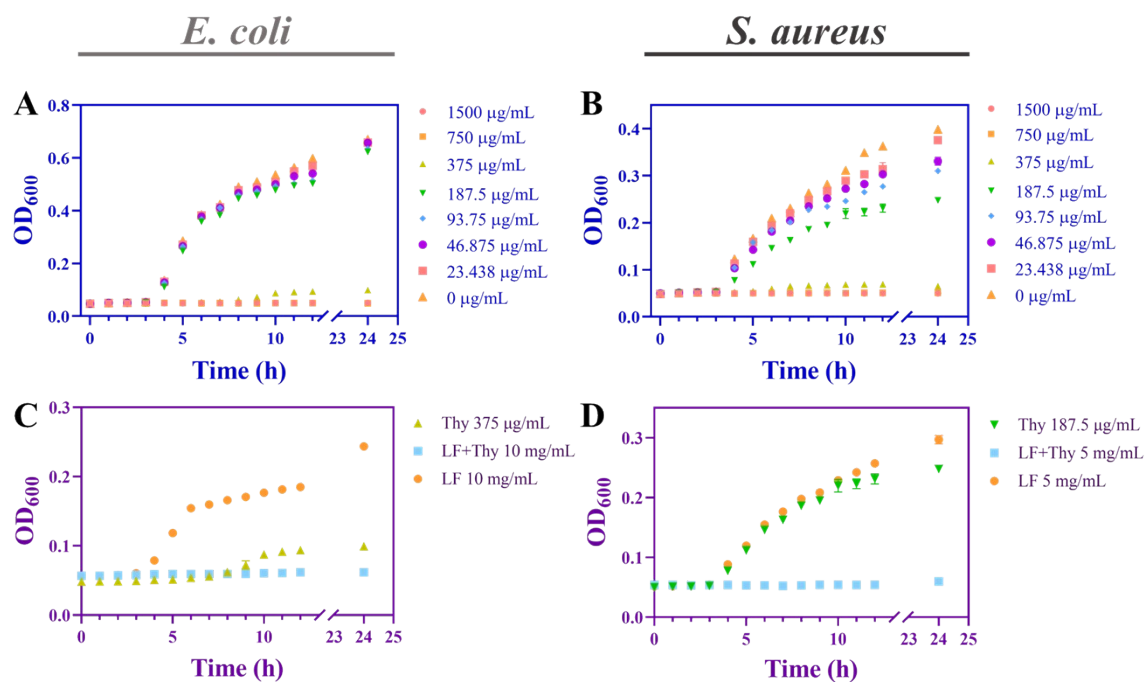 E. coli
S. aureus
A
0.8
0.6
0.4
0.2
0.0
OD600
0
5
10
23
24
25
Time (h)
1500 μg/mL
750 μg/mL
375 μg/mL
187.5 μg/mL
93.75 μg/mL
46.875 μg/mL
23.438 μg/mL
0 μg/mL
B
0.4
0.3
0.2
0.1
0.0
OD600
0
5
10
23
24
25
Time (h)
1500 μg/mL
750 μg/mL
375 μg/mL
187.5 μg/mL
93.75 μg/mL
46.875 μg/mL
23.438 μg/mL
0 μg/mL
C
0.3
0.2
0.1
0.0
OD600
0
5
10
23
24
25
Time (h)
Thy 375 μg/mL
LF+Thy 10 mg/mL
LF 10 mg/mL
D
0.3
0.2
0.1
0.0
OD600
0
5
10
23
24
25
Time (h)
Thy 187.5 μg/mL
LF+Thy 5 mg/mL
LF 5 mg/mL